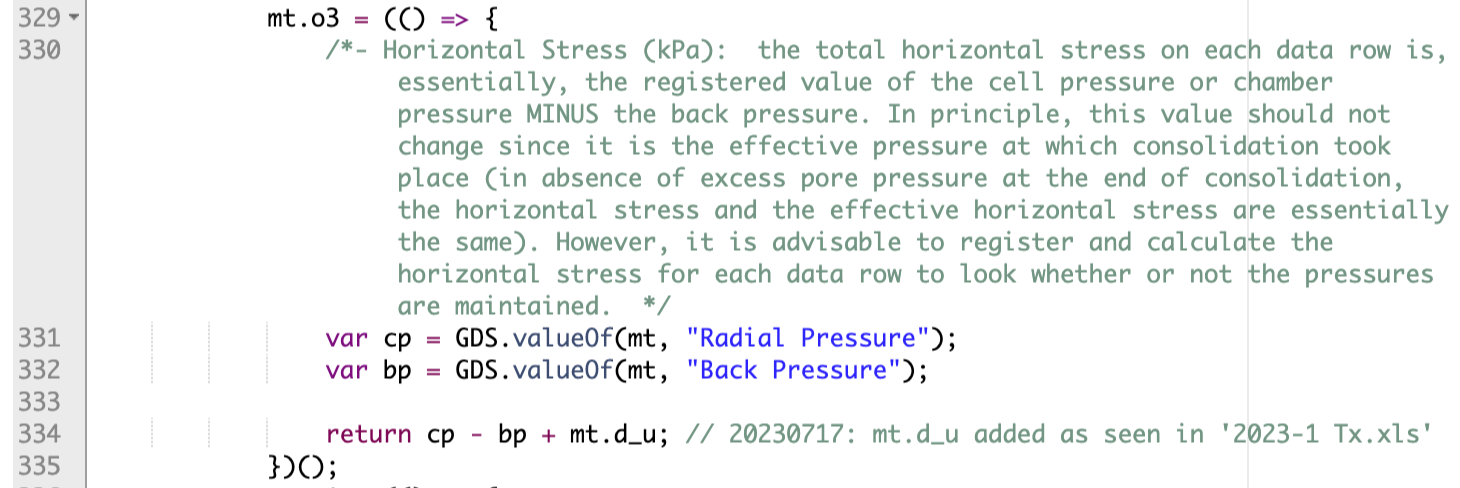 329 mt.o3 = (() => {
330 /*- Horizontal Stress (kPa):  the total horizontal stress on each data row is,
essentially, the registered value of the cell pressure or chamber
pressure MINUS the back pressure. In principle, this value should not
change since it is the effective pressure at which consolidation took
place (in absence of excess pore pressure at the end of consolidation,
the horizontal stress and the effective horizontal stress are essentially
the same). However, it is advisable to register and calculate the
horizontal stress for each data row to look whether or not the pressures
are maintained.  */
331 var cp = GDS.valueOf(mt, "Radial Pressure");
332 var bp = GDS.valueOf(mt, "Back Pressure");
333
334 return cp - bp + mt.d_u; // 20230717: mt.d_u added as seen in '2023-1 Tx.xls'
335 })();